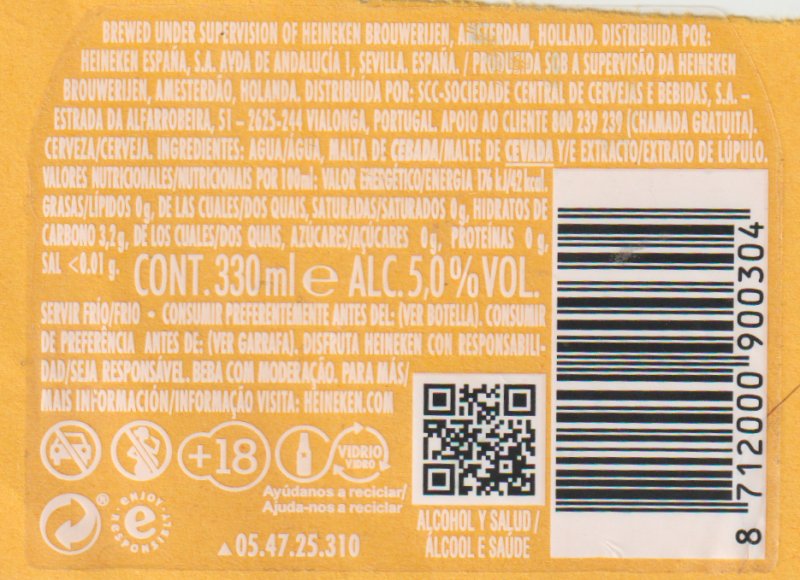 BREWED UNDER SUPERVISION OF HEINEKEN BROUWERIJEN, AMSTERDAM, HOLLAND. DISTRIBUIDA POR:
HEINEKEN ESPAÑA, S.A. AVDA DE ANDALUCÍA 1, SEVILLA. ESPAÑA. / PRODUZIDA SOB A SUPERVISÃO DA HEINEKEN
BROUWERIJEN, AMESTERDÃO, HOLANDA. DISTRIBUÍDA POR: SCC-SOCIEDADE CENTRAL DE CERVEJAS E BEBIDAS, S.A. –
ESTRADA DA ALFARROBEIRA, 51 – 2625-244 VIALONGA, PORTUGAL. APOIO AO CLIENTE 800 239 239 (CHAMADA GRATUITA).
CERVEZA/CERVEJA. INGREDIENTES: AGUA/ÁGUA, MALTA DE CEBADA/MALTE DE CEVADA Y/E EXTRACTO/EXTRATO DE LÚPULO.
VALORES NUTRICIONALES/NUTRICIONAIS POR 100ml: VALOR ENERGÉTICO/ENERGIA 176 kJ/42 kcal.
GRASAS/LÍPIDOS 0g, DE LAS CUALES/DOS QUAIS, SATURADAS/SATURADOS 0g, HIDRATOS DE
CARBONO 3,2g, DE LOS CUALES/DOS QUAIS, AZÚCARES/AÇÚCARES 0g, PROTEÍNAS 0 g,
SAL <0.01 g. CONT. 330 ml e ALC. 5,0 % VOL.
SERVIR FRÍO/FRIO • CONSUMIR PREFERENTEMENTE ANTES DEL: (VER BOTELLA). CONSUMIR
DE PREFERÊNCIA ANTES DE: (VER GARRAFA). DISFRUTA HEINEKEN CON RESPONSABILI-
DAD/SEJA RESPONSÁVEL. BEBA COM MODERAÇÃO. PARA MÁS/
MAIS INFORMACIÓN/INFORMAÇÃO VISITA: HEINEKEN.COM
+18
VIDRIO
VIDRO
Ayúdanos a reciclar/
Ajuda-nos a reciclar
®
ENJOY
e
RESPONSIBLY
▲05.47.25.310
ALCOHOL Y SALUD /
ÁLCOOL E SAÚDE
8 712000 900304